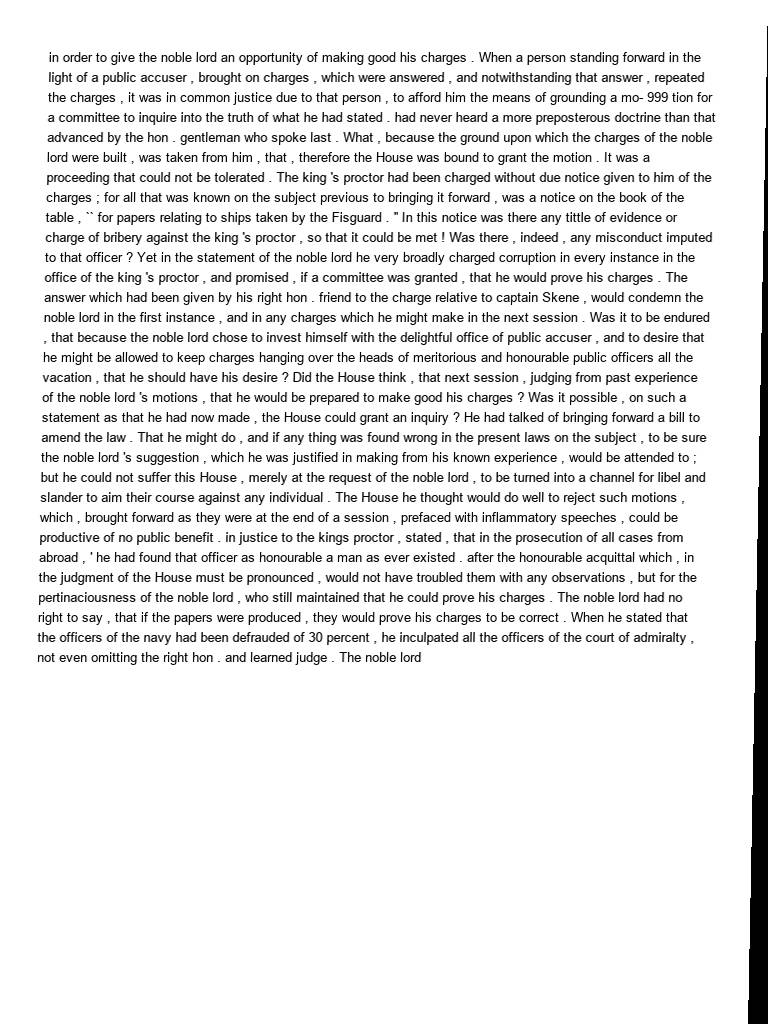 in order to give the noble lord an opportunity of making good his charges . When a person standing forward in the
light of a public accuser , brought on charges , which were answered , and notwithstanding that answer , repeated
the charges , it was in common justice due to that person , to afford him the means of grounding a mo- 999 tion for
a committee to inquire into the truth of what he had stated . had never heard a more preposterous doctrine than that
advanced by the hon . gentleman who spoke last . What , because the ground upon which the charges of the noble
lord were built , was taken from him , that , therefore the House was bound to grant the motion . It was a
proceeding that could not be tolerated . The king 's proctor had been charged without due notice given to him of the
charges ; for all that was known on the subject previous to bringing it forward , was a notice on the book of the
table , `` for papers relating to ships taken by the Fisguard . " In this notice was there any tittle of evidence or
charge of bribery against the king 's proctor , so that it could be met ! Was there , indeed , any misconduct imputed
to that officer ? Yet in the statement of the noble lord he very broadly charged corruption in every instance in the
office of the king 's proctor , and promised , if a committee was granted , that he would prove his charges . The
answer which had been given by his right hon . friend to the charge relative to captain Skene , would condemn the
noble lord in the first instance , and in any charges which he might make in the next session . Was it to be endured
, that because the noble lord chose to invest himself with the delightful office of public accuser , and to desire that
he might be allowed to keep charges hanging over the heads of meritorious and honourable public officers all the
vacation , that he should have his desire ? Did the House think , that next session , judging from past experience
of the noble lord 's motions , that he would be prepared to make good his charges ? Was it possible , on such a
statement as that he had now made , the House could grant an inquiry ? He had talked of bringing forward a bill to
amend the law . That he might do , and if any thing was found wrong in the present laws on the subject , to be sure
the noble lord 's suggestion , which he was justified in making from his known experience , would be attended to ;
but he could not suffer this House , merely at the request of the noble lord , to be turned into a channel for libel and
slander to aim their course against any individual . The House he thought would do well to reject such motions ,
which , brought forward as they were at the end of a session , prefaced with inflammatory speeches , could be
productive of no public benefit . in justice to the kings proctor , stated , that in the prosecution of all cases from
abroad , ' he had found that officer as honourable a man as ever existed . after the honourable acquittal which , in
the judgment of the House must be pronounced , would not have troubled them with any observations , but for the
pertinaciousness of the noble lord , who still maintained that he could prove his charges . The noble lord had no
right to say , that if the papers were produced , they would prove his charges to be correct . When he stated that
the officers of the navy had been defrauded of 30 percent , he inculpated all the officers of the court of admiralty ,
not even omitting the right hon . and learned judge . The noble lord